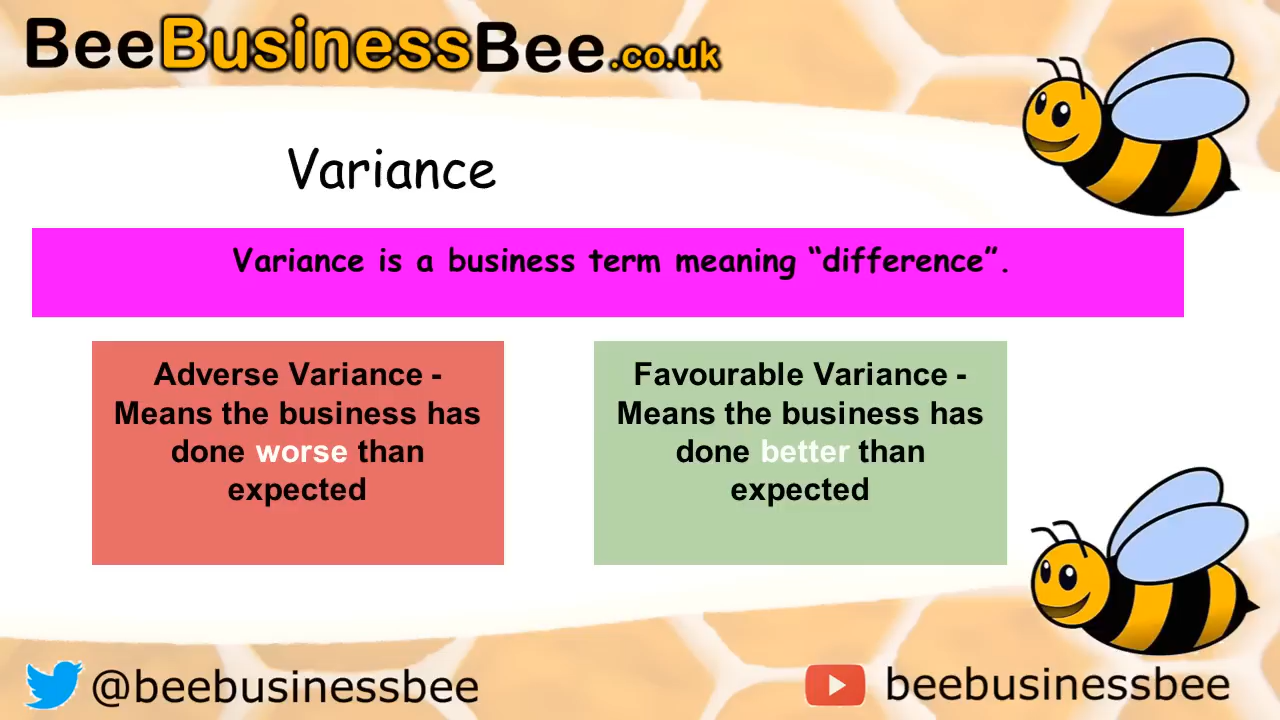 BeeBusinessBee.co.uk
Variance
Variance is a business term meaning “difference”.
Adverse Variance -
Means the business has
done worse than
expected
Favourable Variance -
Means the business has
done better than
expected
@beebusinessbee
beebusinessbee